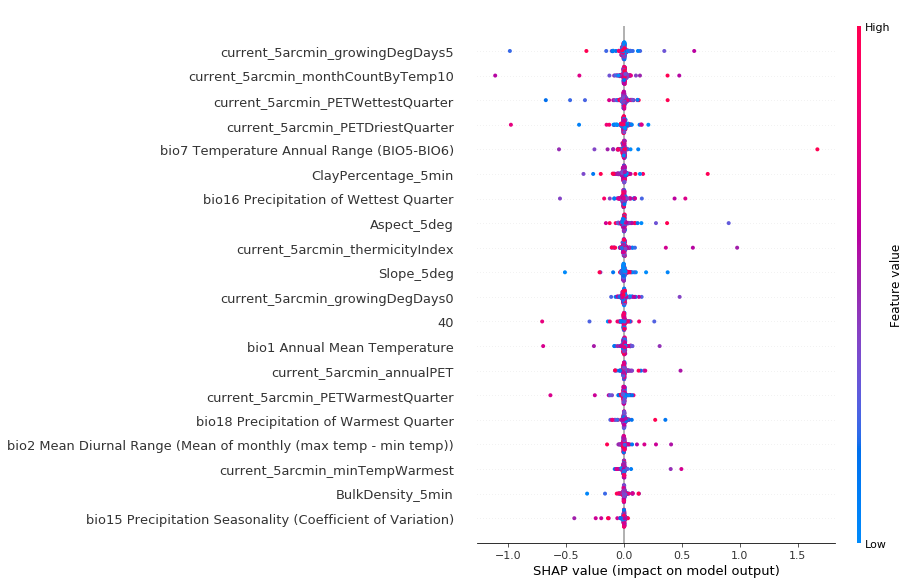 High
current_5arcmin_growingDegDays5
current_5arcmin_monthCountByTemp10
current_5arcmin_PETWettestQuarter
current_5arcmin_PETDriestQuarter
bio7 Temperature Annual Range (BIO5-BIO6)
ClayPercentage_5min
bio16 Precipitation of Wettest Quarter
Aspect_5deg
current_5arcmin_thermicityIndex
Slope_5deg
current_5arcmin_growingDegDays0
40
bio1 Annual Mean Temperature
current_5arcmin_annualPET
current_5arcmin_PETWarmestQuarter
bio18 Precipitation of Warmest Quarter
bio2 Mean Diurnal Range (Mean of monthly (max temp - min temp))
current_5arcmin_minTempWarmest
BulkDensity_5min
bio15 Precipitation Seasonality (Coefficient of Variation)
Feature value
Low
−1.0 −0.5 0.0 0.5 1.0 1.5
SHAP value (impact on model output)